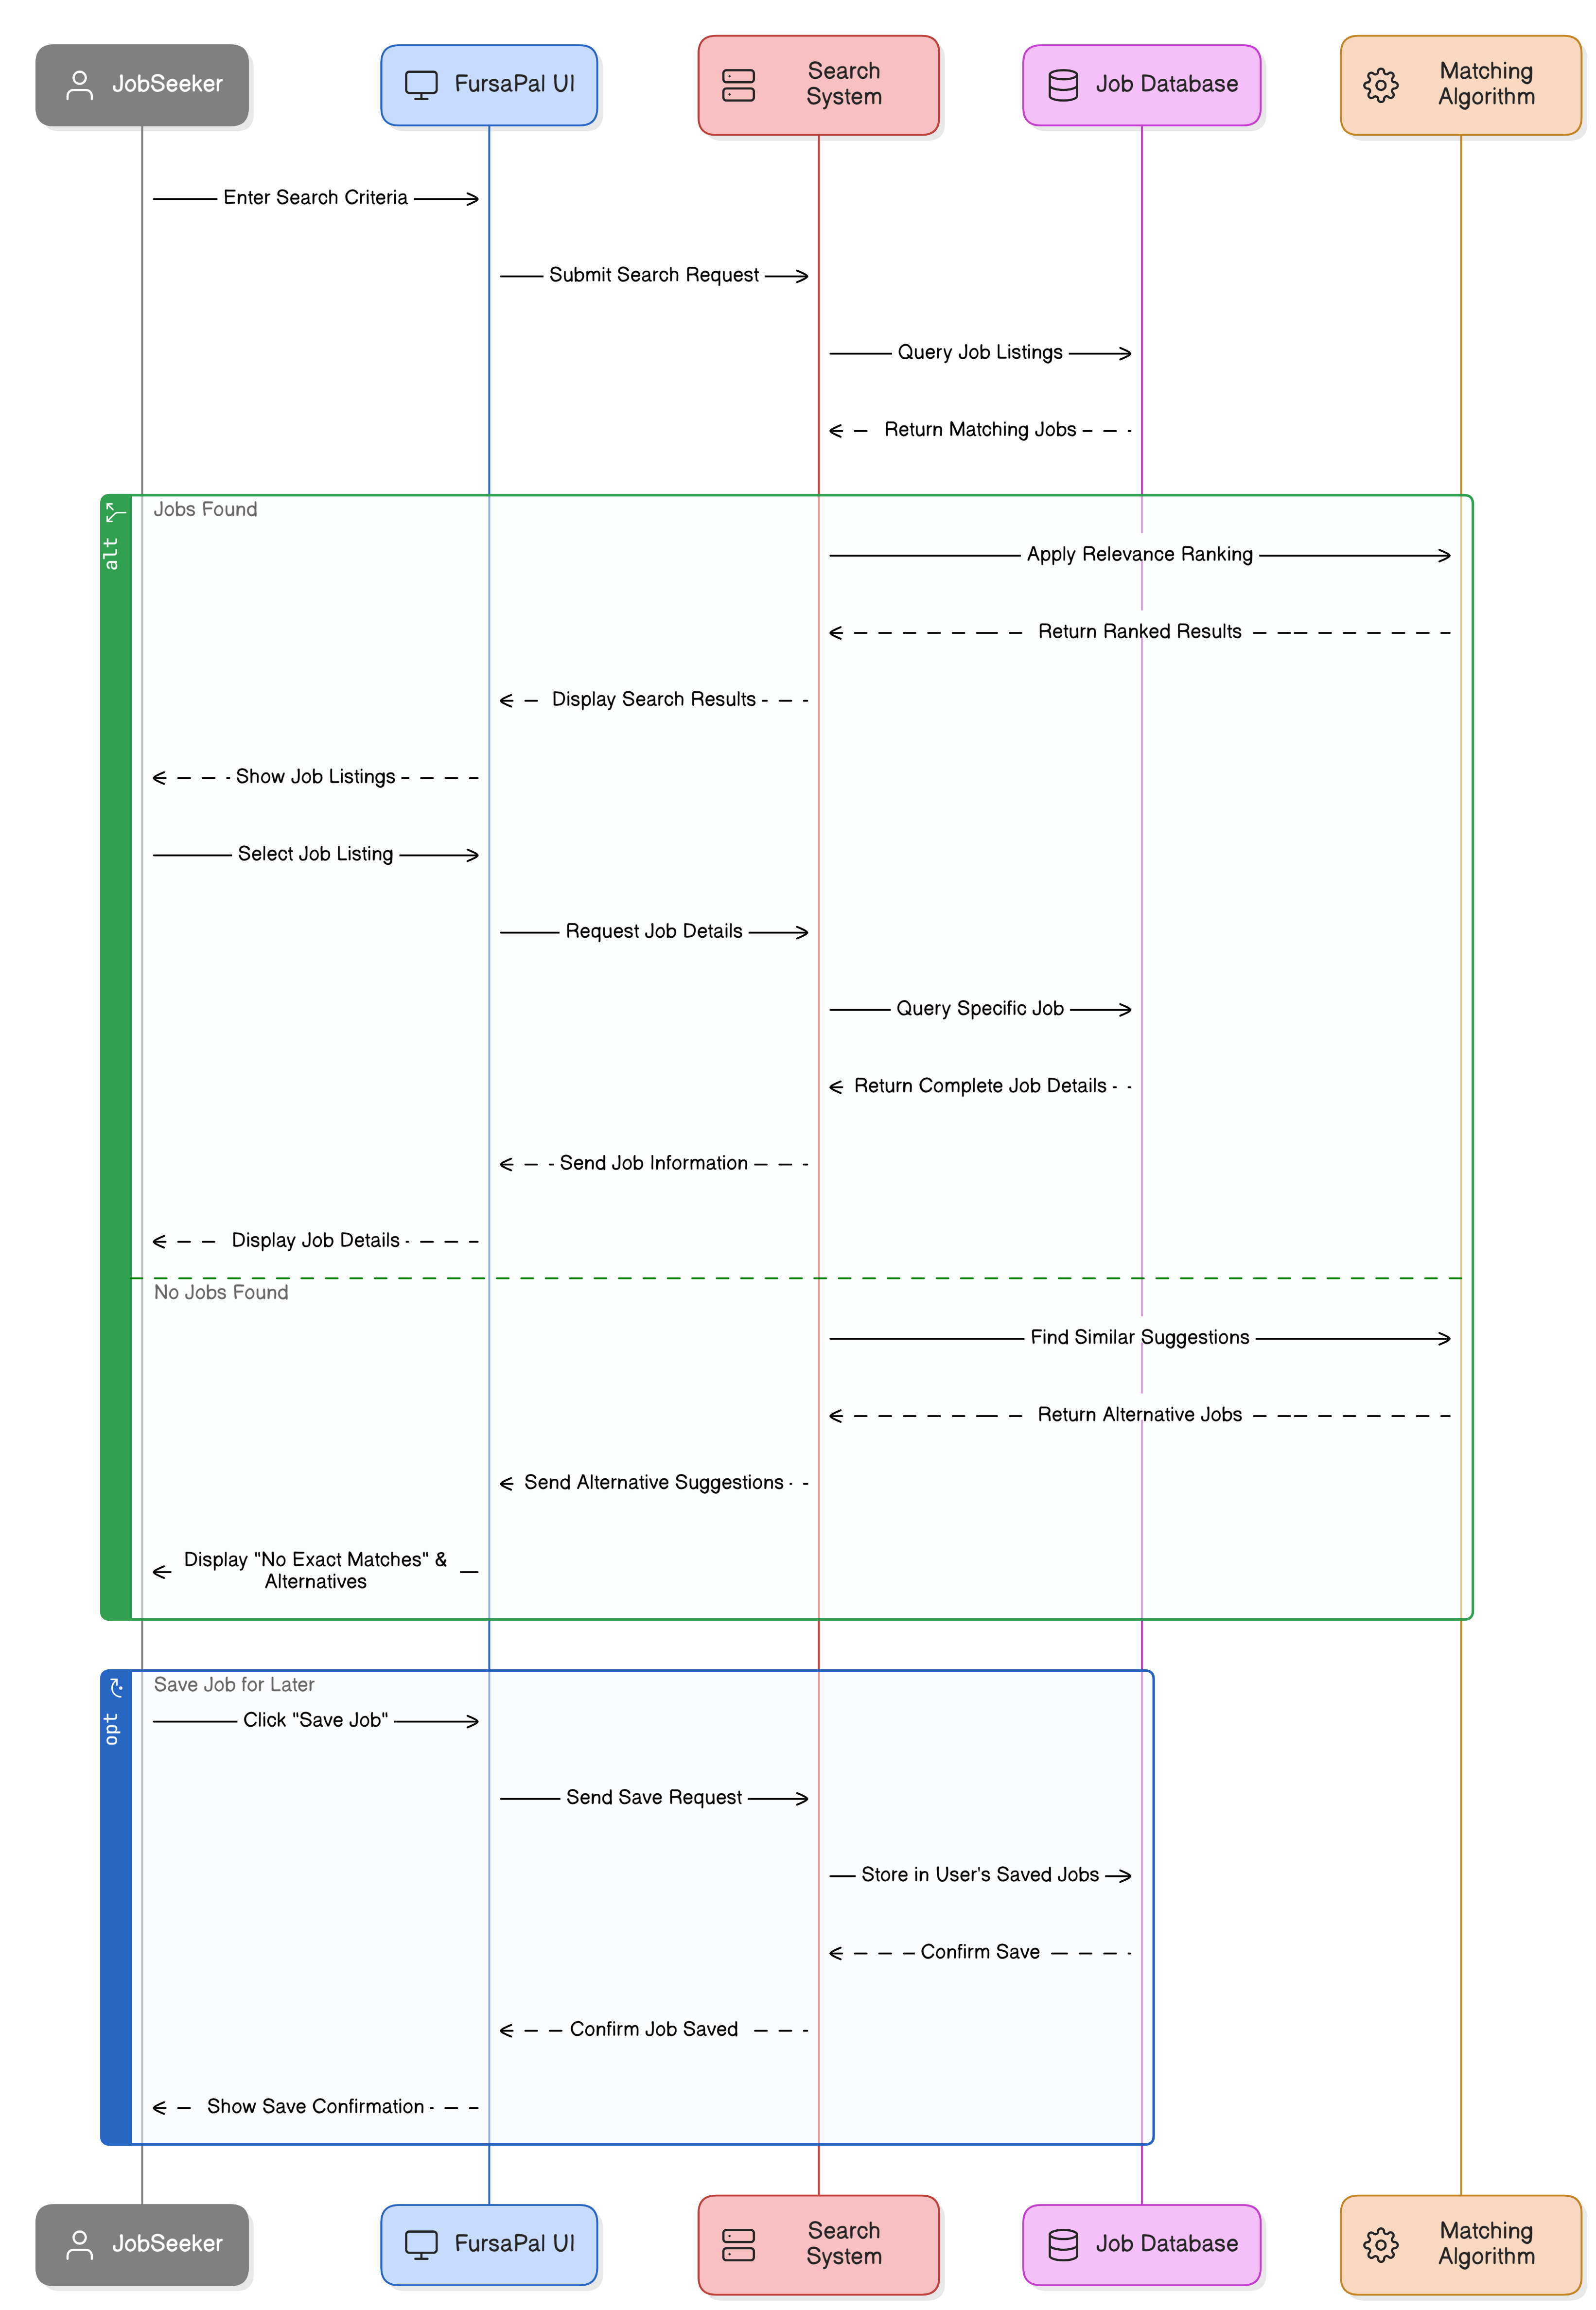 JobSeeker
FursaPal UI
Search
System
Job Database
Matching
Algorithm
Enter Search Criteria
Submit Search Request
Query Job Listings
Return Matching Jobs
alt
Jobs Found
Apply Relevance Ranking
Return Ranked Results
Display Search Results
Show Job Listings
Select Job Listing
Request Job Details
Query Specific Job
Return Complete Job Details
Send Job Information
Display Job Details
No Jobs Found
Find Similar Suggestions
Return Alternative Jobs
Send Alternative Suggestions
Display "No Exact Matches" &
Alternatives
opt
Save Job for Later
Click "Save Job"
Send Save Request
Store in User's Saved Jobs
Confirm Save
Confirm Job Saved
Show Save Confirmation
JobSeeker
FursaPal UI
Search
System
Job Database
Matching
Algorithm